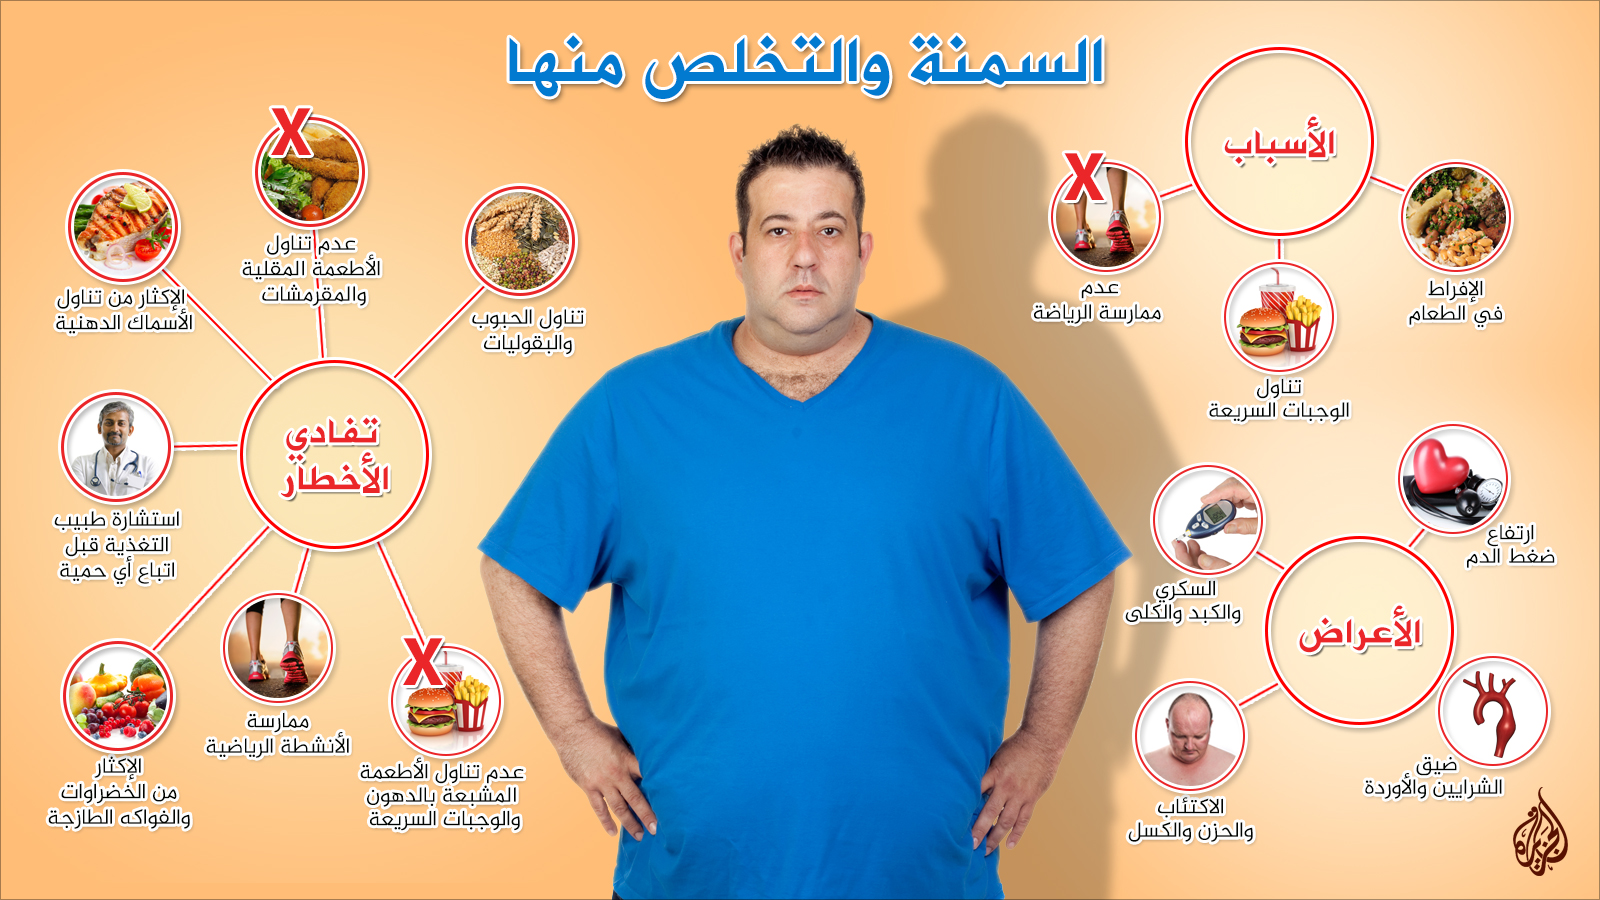 السمنة والتخلص منها
الأسباب
الإفراط
في الطعام
تناول
الوجبات السريعة
X
عدم
ممارسة الرياضة
الأعراض
ارتفاع
ضغط الدم
السكري
والكبد والكلى
ضيق
الشرايين والأوردة
الاكتئاب
والحزن والكسل
تفادي
الأخطار
تناول الحبوب
والبقوليات
X
عدم تناول
الأطعمة المقلية
والمقرمشات
الإكثار من تناول
الأسماك الدهنية
استشارة طبيب
التغذية قبل
اتباع أي حمية
الإكثار
من الخضراوات
والفواكه الطازجة
ممارسة
الأنشطة الرياضية
X
عدم تناول الأطعمة
المشبعة بالدهون
والوجبات السريعة
الجزيرة